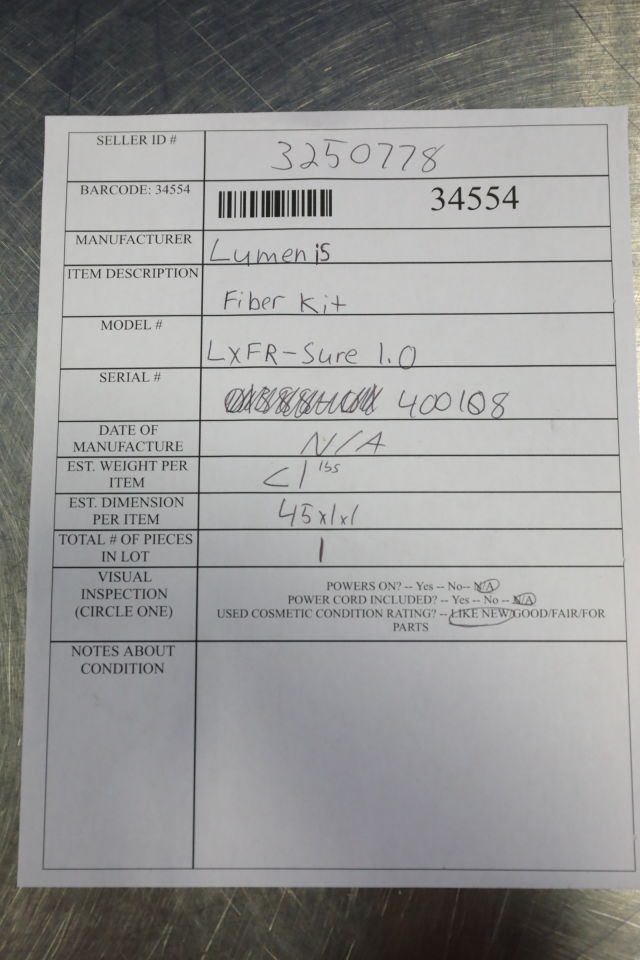 SELLER ID # 3250778
BARCODE: 34554 34554
MANUFACTURER Lumenis
ITEM DESCRIPTION
Fiber Kit
MODEL #
LxFR-Sure 1.0
SERIAL #
400108
DATE OF
MANUFACTURE N/A
EST. WEIGHT PER
ITEM <1 lbs
EST. DIMENSION
PER ITEM 45x1x1
TOTAL # OF PIECES
IN LOT 1
VISUAL
INSPECTION
(CIRCLE ONE)
POWERS ON? -- Yes -- No-- N/A
POWER CORD INCLUDED? -- Yes -- No -- N/A
USED COSMETIC CONDITION RATING? -- LIKE NEW/GOOD/FAIR/FOR
PARTS
NOTES ABOUT
CONDITION